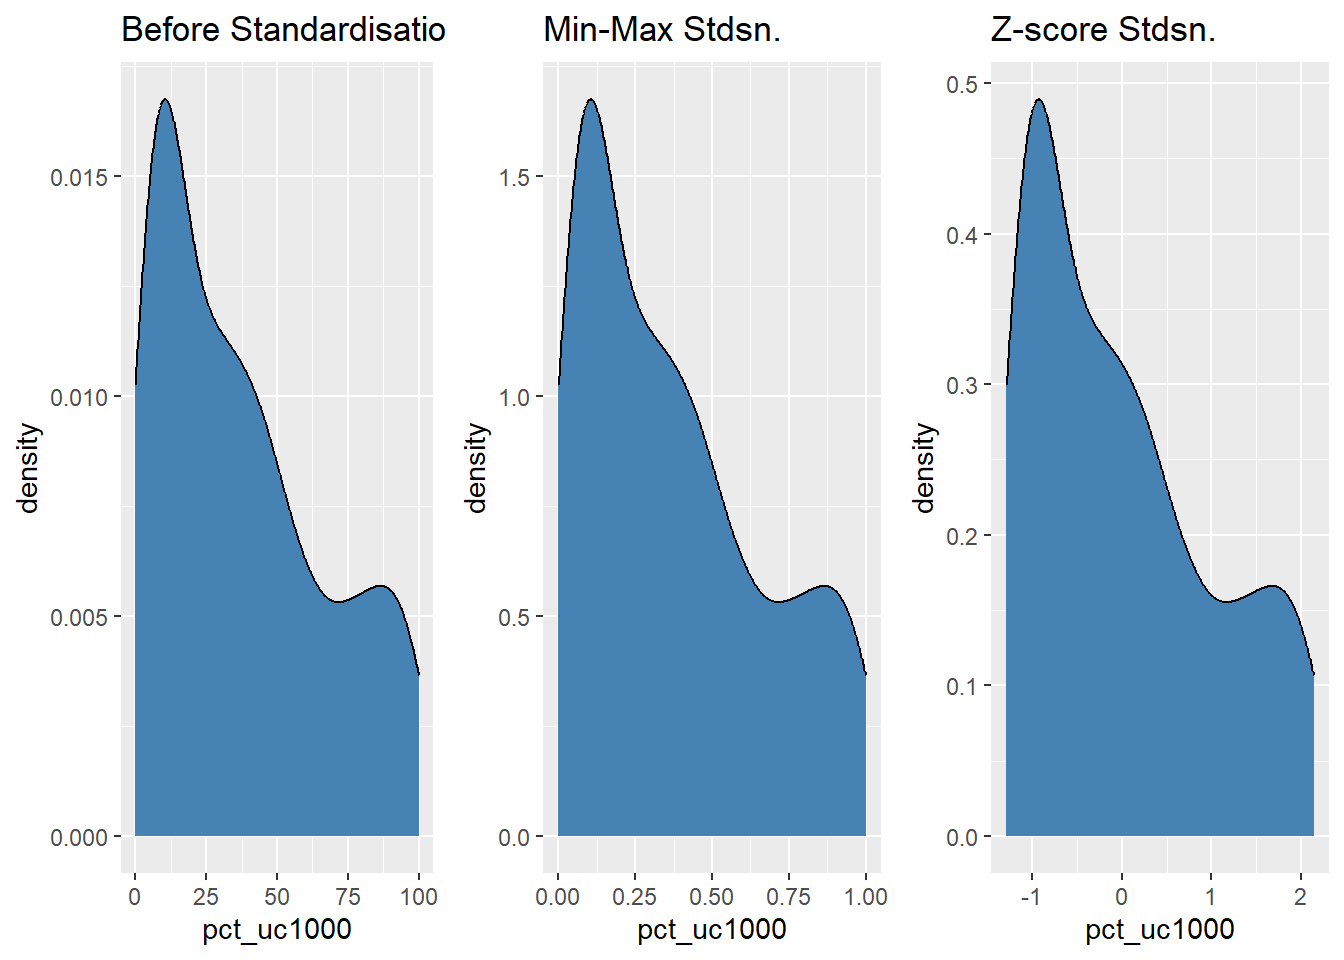 Before Standardisatio
density
0.015
0.010
0.005
0.000
0 25 50 75 100
pct_uc1000
Min-Max Stdsn.
density
1.5
1.0
0.5
0.0
0.00 0.25 0.50 0.75 1.00
pct_uc1000
Z-score Stdsn.
density
0.5
0.4
0.3
0.2
0.1
0.0
-1 0 1 2
pct_uc1000